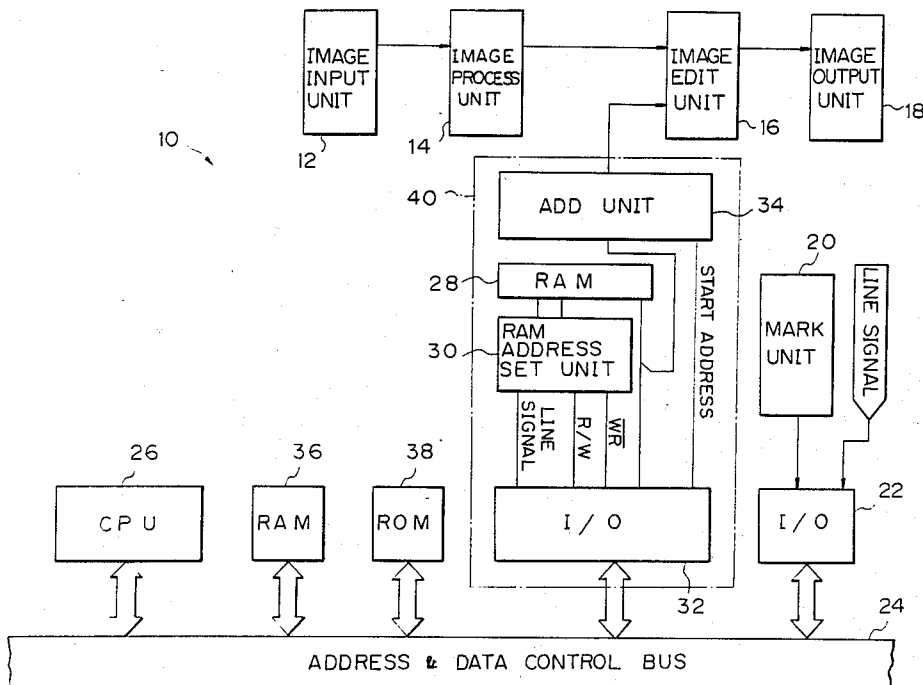 IMAGE
INPUT
UNIT
12
IMAGE
PROCESS
UNIT
14
IMAGE
EDIT
UNIT
16
IMAGE
OUTPUT
UNIT
18
10
40
ADD UNIT
34
28
RAM
30
RAM
ADDRESS
SET UNIT
LINE
SIGNAL
R/W
WR
START ADDRESS
20
MARK
UNIT
LINE SIGNAL
26
CPU
36
RAM
38
ROM
I/O
32
I/O
22
24
ADDRESS & DATA CONTROL BUS